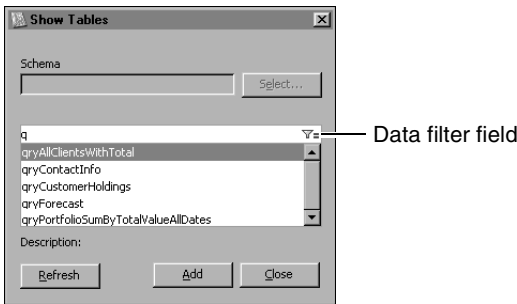 Show Tables
Schema
Select...
q
Data filter field
qryAllClientsWithTotal
qryContactInfo
qryCustomerHoldings
qryForecast
qryPortfolioSumByTotalValueAllDates
Description:
Refresh Add Close